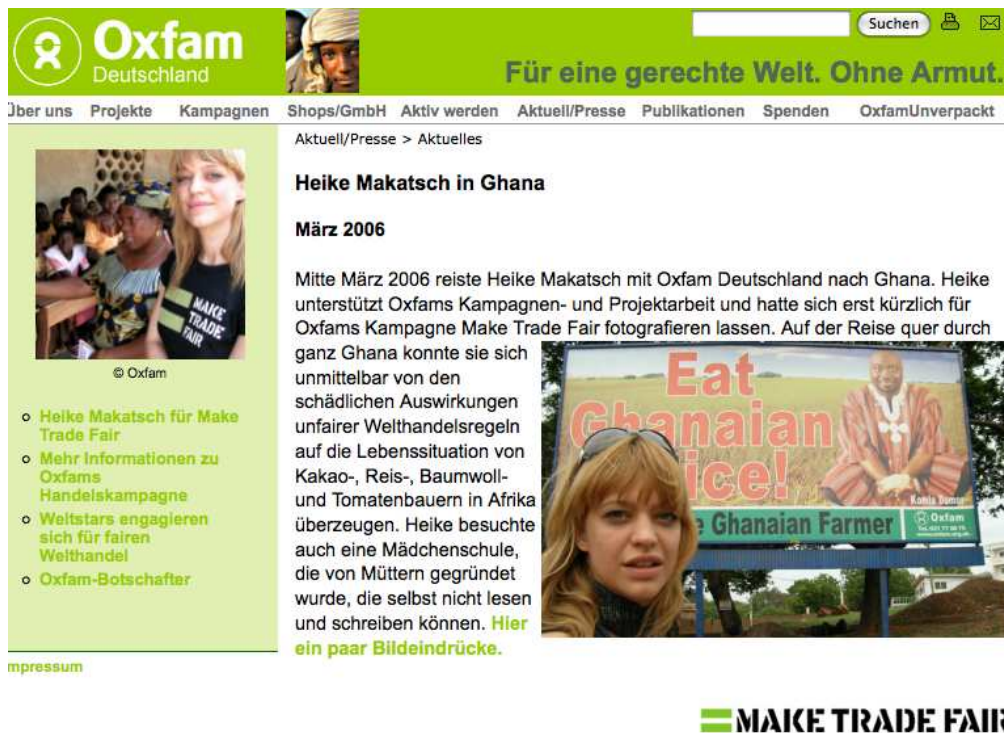 Oxfam
Deutschland
Suchen
Für eine gerechte Welt. Ohne Armut.
Über uns Projekte Kampagnen Shops/GmbH Aktiv werden Aktuell/Presse Publikationen Spenden OxfamUnverpackt
MAKE
TRADE
FAIR
© Oxfam
Heike Makatsch für Make
Trade Fair
Mehr Informationen zu
Oxfams
Handelskampagne
Weltstars engagieren
sich für fairen
Welthandel
Oxfam-Botschafter
mpressum
Aktuell/Presse > Aktuelles
Heike Makatsch in Ghana
März 2006
Mitte März 2006 reiste Heike Makatsch mit Oxfam Deutschland nach Ghana. Heike
unterstützt Oxfams Kampagnen- und Projektarbeit und hatte sich erst kürzlich für
Oxfams Kampagne Make Trade Fair fotografieren lassen. Auf der Reise quer durch
ganz Ghana konnte sie sich
unmittelbar von den
schädlichen Auswirkungen
unfairer Welthandelsregeln
auf die Lebenssituation von
Kakao-, Reis-, Baumwoll-
und Tomatenbauern in Afrika
überzeugen. Heike besuchte
auch eine Mädchenschule,
die von Müttern gegründet
wurde, die selbst nicht lesen
und schreiben können. Hier
ein paar Bildeindrücke.
Eat
Ghanaian
ice!
e Ghanaian Farmer
Oxfam
MAKE TRADE FAIR